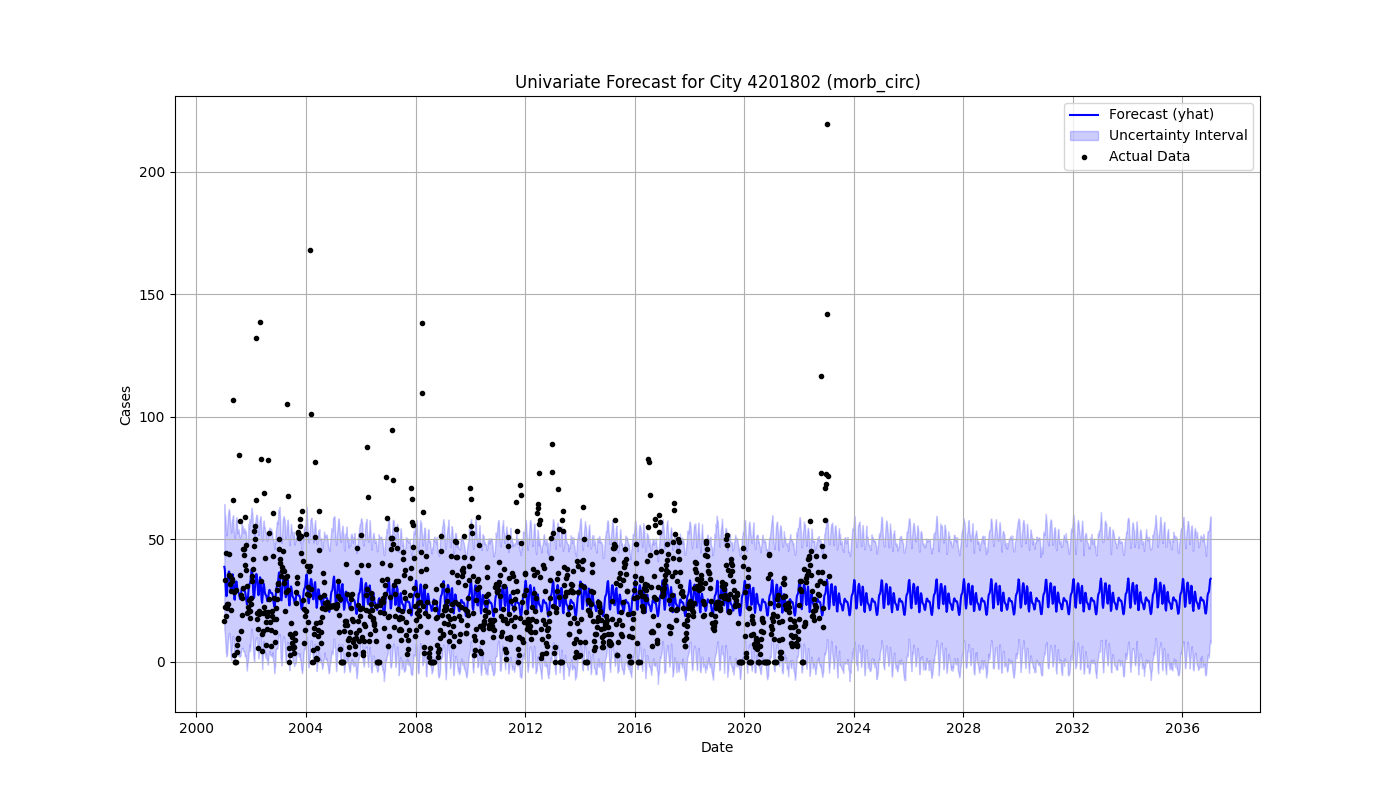 Univariate Forecast for City 4201802 (morb_circ)
Forecast (yhat)
Uncertainty Interval
Actual Data
200
150
100
50
0
Cases
2000 2004 2008 2012 2016 2020 2024 2028 2032 2036
Date